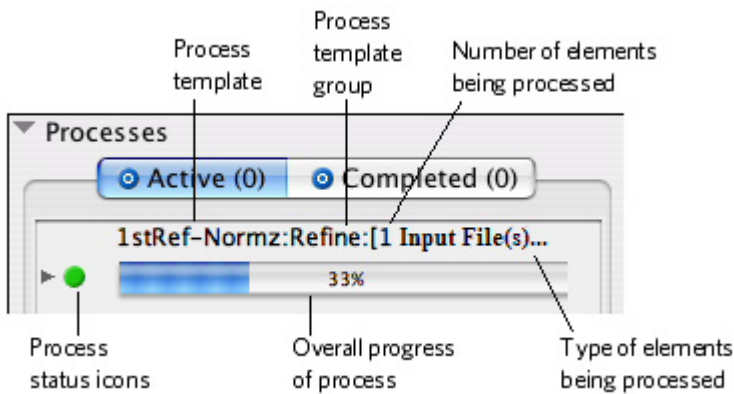 Process
template
Process
template
group
Number of elements
being processed
Processes
Active (0)
Completed (0)
1stRef-Normz:Refine:[1 Input File(s)...
33%
Process
status icons
Overall progress
of process
Type of elements
being processed